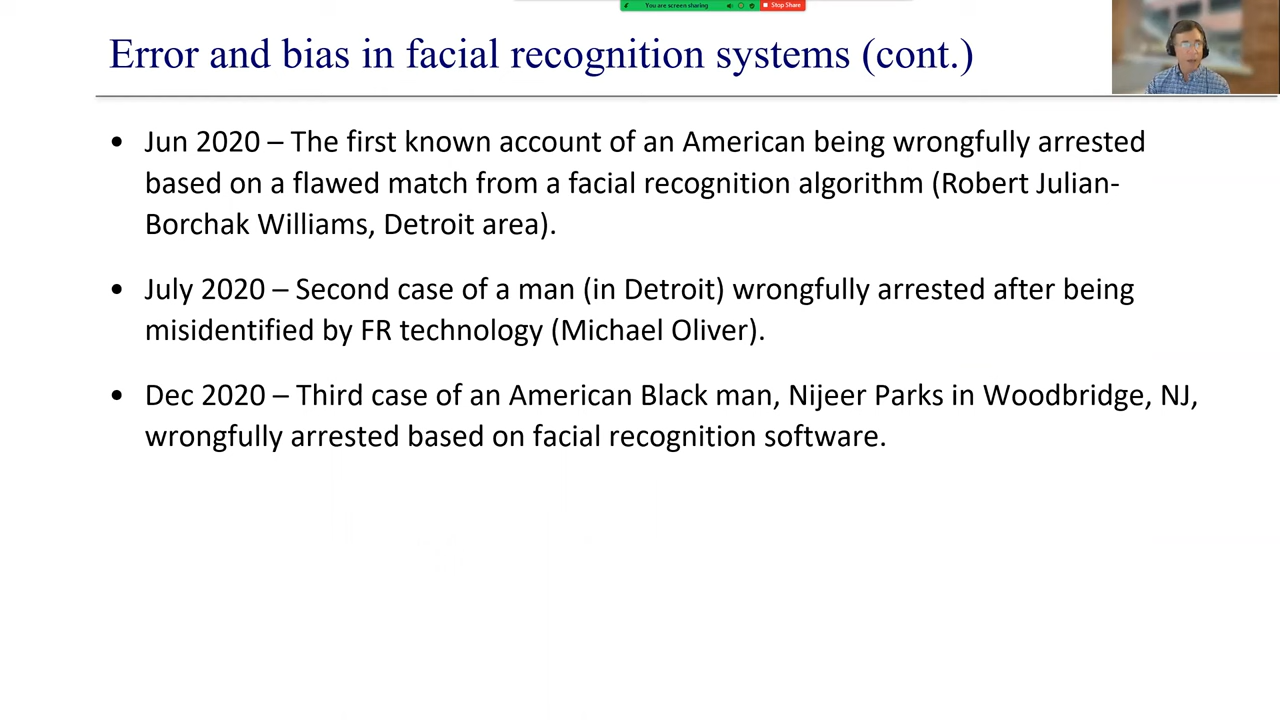 You are screen sharing
Stop Share
Error and bias in facial recognition systems (cont.)
• Jun 2020 – The first known account of an American being wrongfully arrested
based on a flawed match from a facial recognition algorithm (Robert Julian-
Borchak Williams, Detroit area).
• July 2020 – Second case of a man (in Detroit) wrongfully arrested after being
misidentified by FR technology (Michael Oliver).
• Dec 2020 – Third case of an American Black man, Nijeer Parks in Woodbridge, NJ,
wrongfully arrested based on facial recognition software.